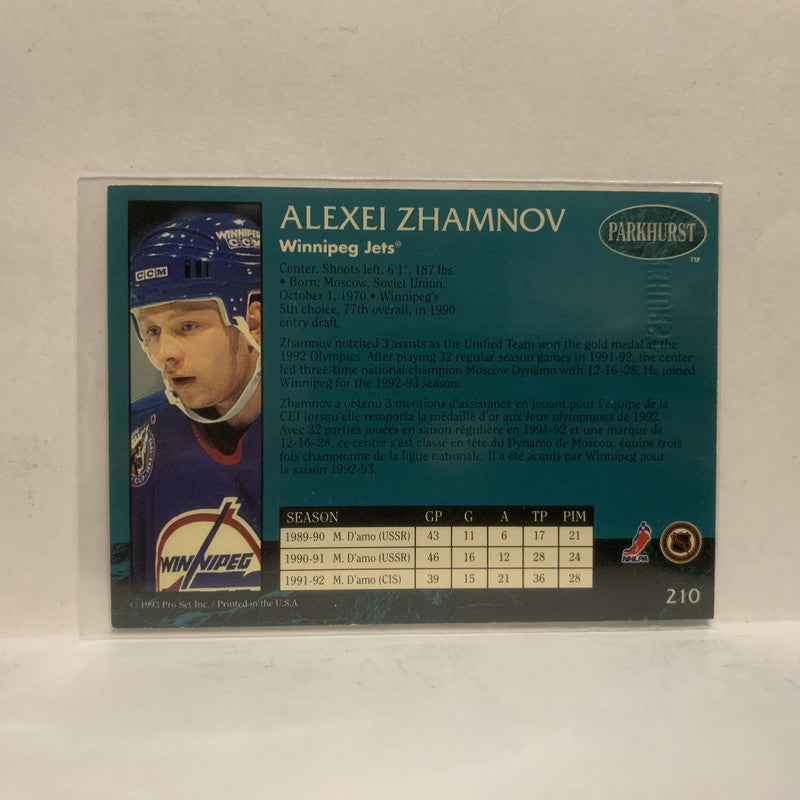 ALEXEI ZHAMNOV
Winnipeg Jets®
PARKHURST
TM
Center. Shoots left. 6'1", 187 lbs.
• Born: Moscow, Soviet Union,
October 1, 1970 • Winnipeg's
5th choice, 77th overall, in 1990
entry draft.
Zhamnov notched 3 assists as the Unified Team won the gold medal at the
1992 Olympics. After playing 32 regular-season games in 1991-92, the center
led three-time national champion Moscow Dynamo with 12-16–28. He joined
Winnipeg for the 1992-93 season.
Zhamnov a obtenu 3 mentions d'assistance en jouant pour l'équipe de la
CEI lorsqu'elle remporta la médaille d'or aux Jeux olympiques de 1992.
Avec 32 parties jouées en saison régulière en 1991-92 et une marque de
12-16-28, ce centre s'est classé en tête du Dynamo de Moscou, équipe trois
fois championne de la ligue nationale. Il a été acquis par Winnipeg pour
la saison 1992-93.
SEASON GP G A TP PIM
1989-90 M. D'amo (USSR) 43 11 6 17 21
1990-91 M. D'amo (USSR) 46 16 12 28 24
1991-92 M. D'amo (CIS) 39 15 21 36 28
WINNIPEG
CCM
CCM
WINNIPEG
NHLPA
NHL
© 1993 Pro Set Inc. / Printed in the U.S.A.
210